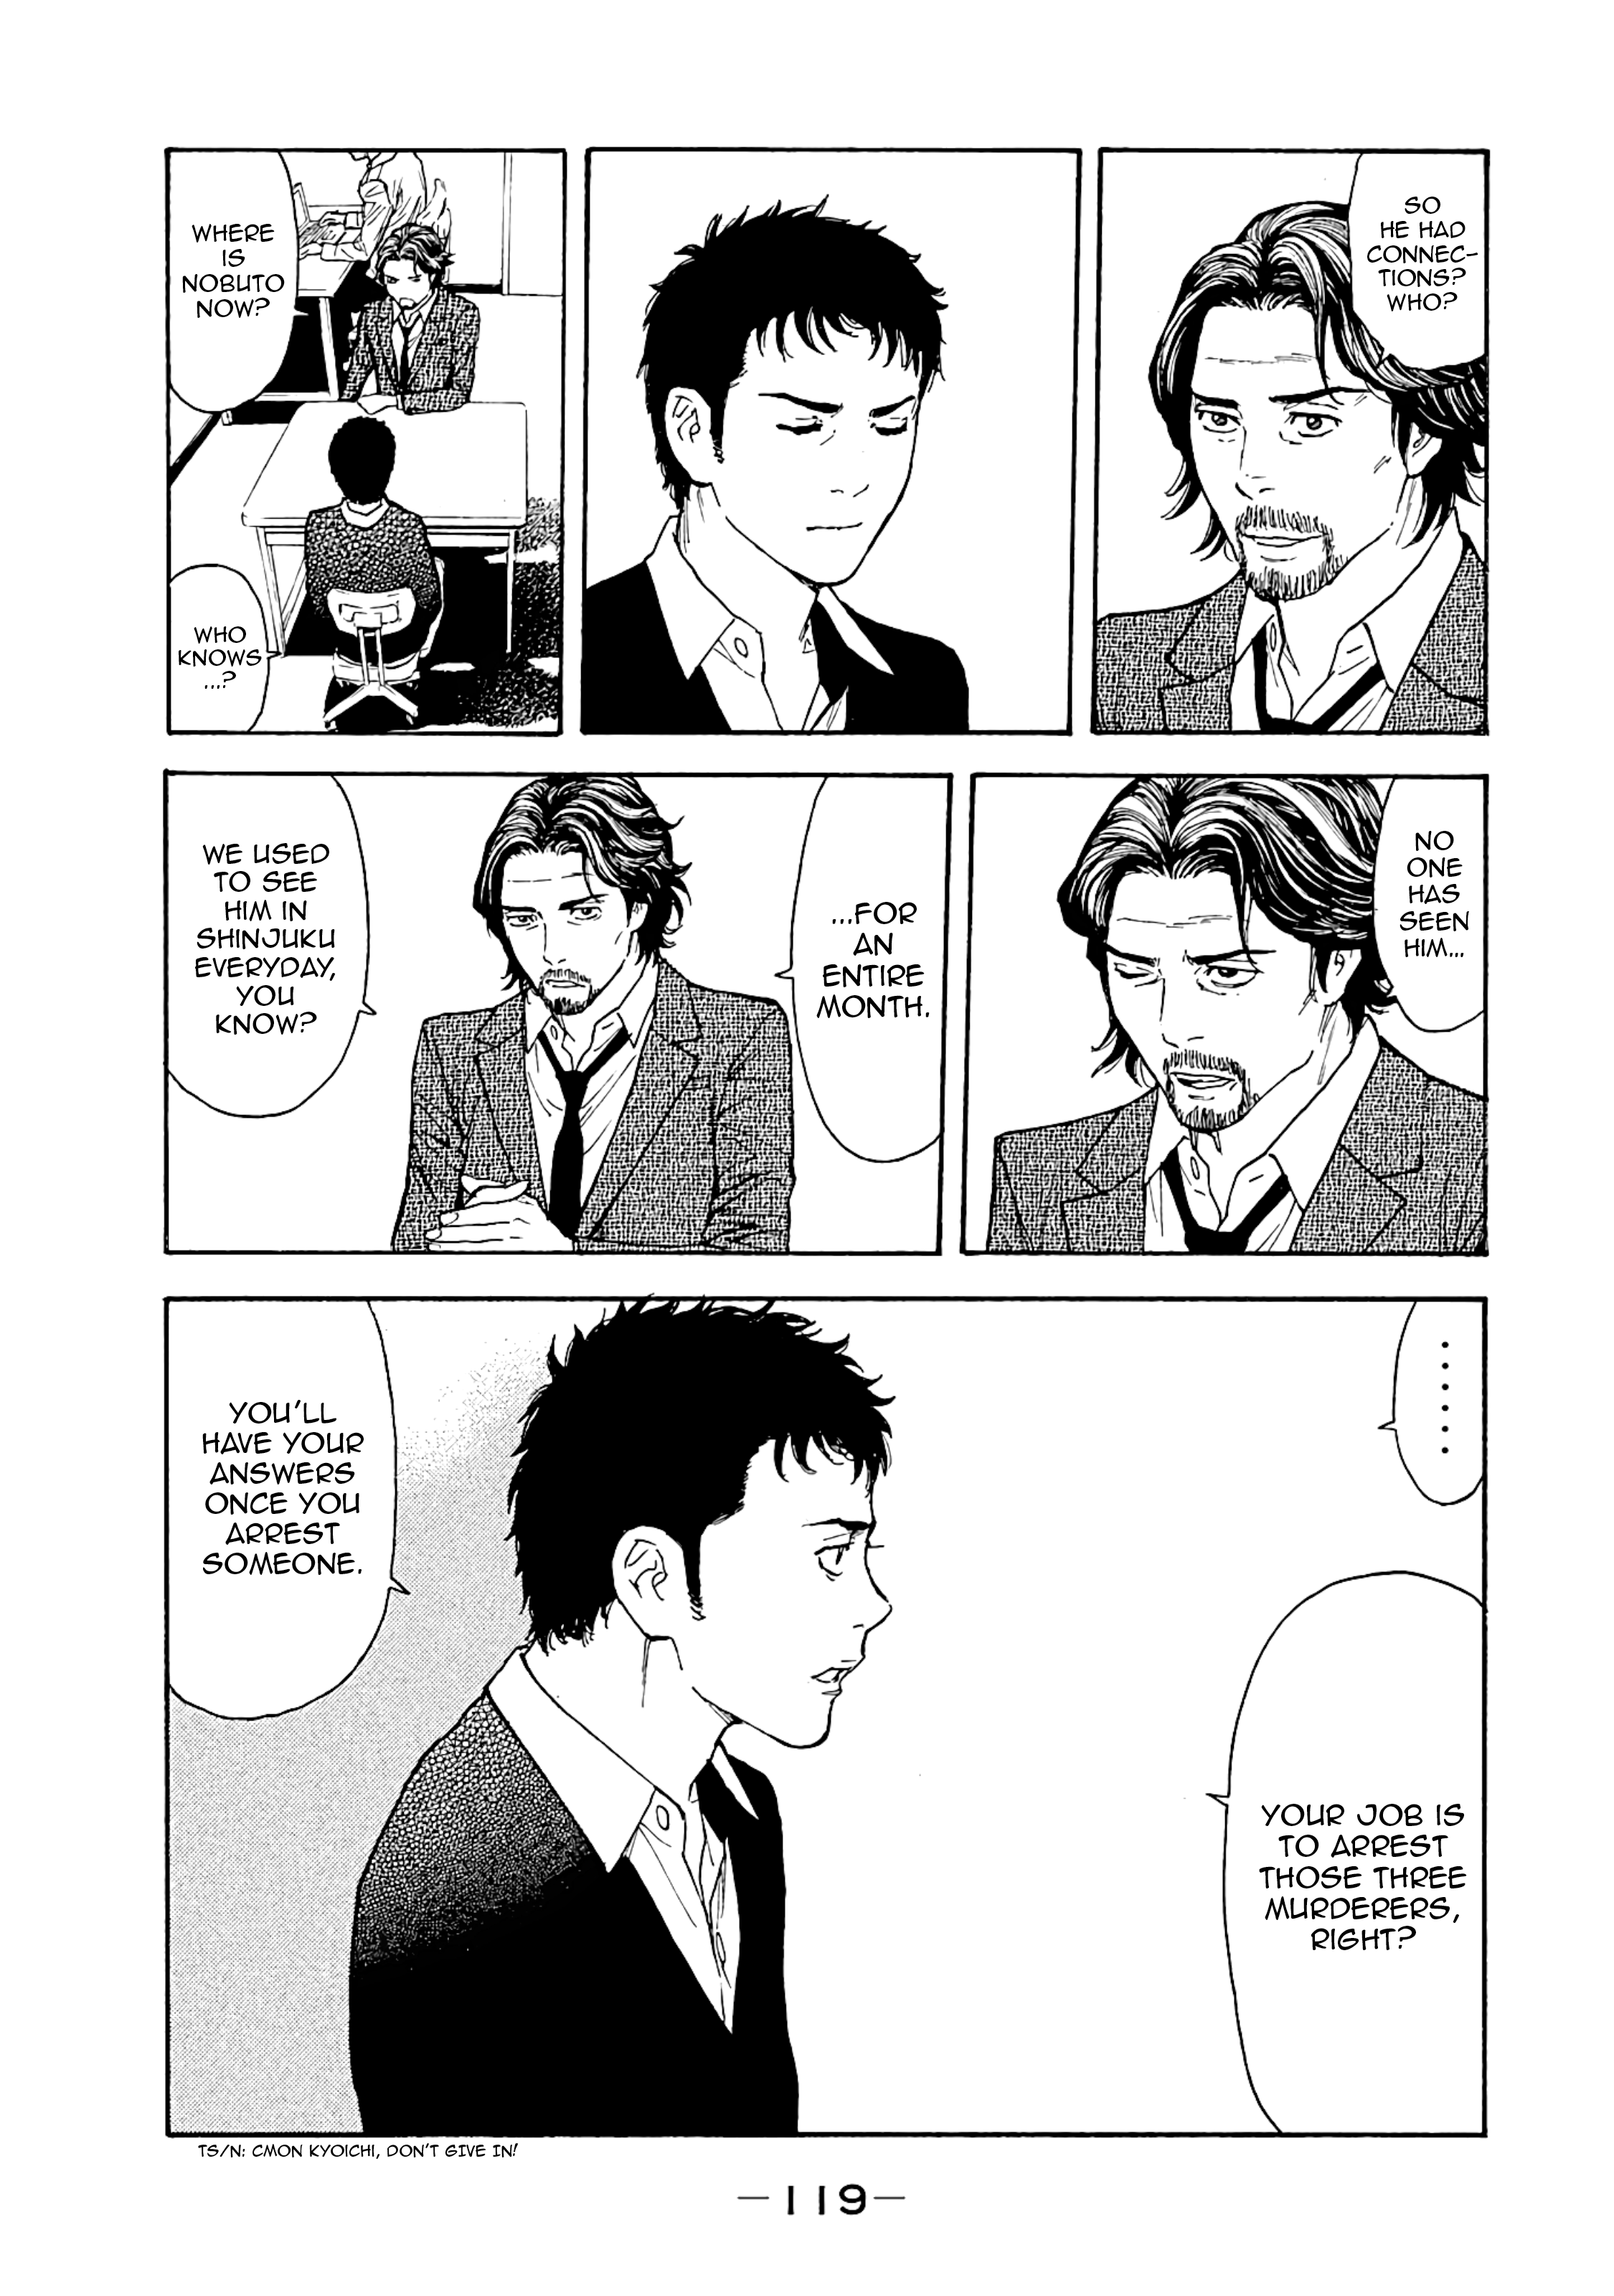 SO
HE HAD
CONNEC-
TIONS?
WHO?
WHERE
IS
NOBUTO
NOW?
WHO
KNOWS
...?
NO
ONE
HAS
SEEN
HIM...
...FOR
AN
ENTIRE
MONTH.
WE USED
TO SEE
HIM IN
SHINJUKU
EVERYDAY,
YOU
KNOW?
......
YOUR JOB IS
TO ARREST
THOSE THREE
MURDERERS,
RIGHT?
YOU'LL
HAVE YOUR
ANSWERS
ONCE YOU
ARREST
SOMEONE.
TS/N: CMON KYOICHI, DON'T GIVE IN!
—119—